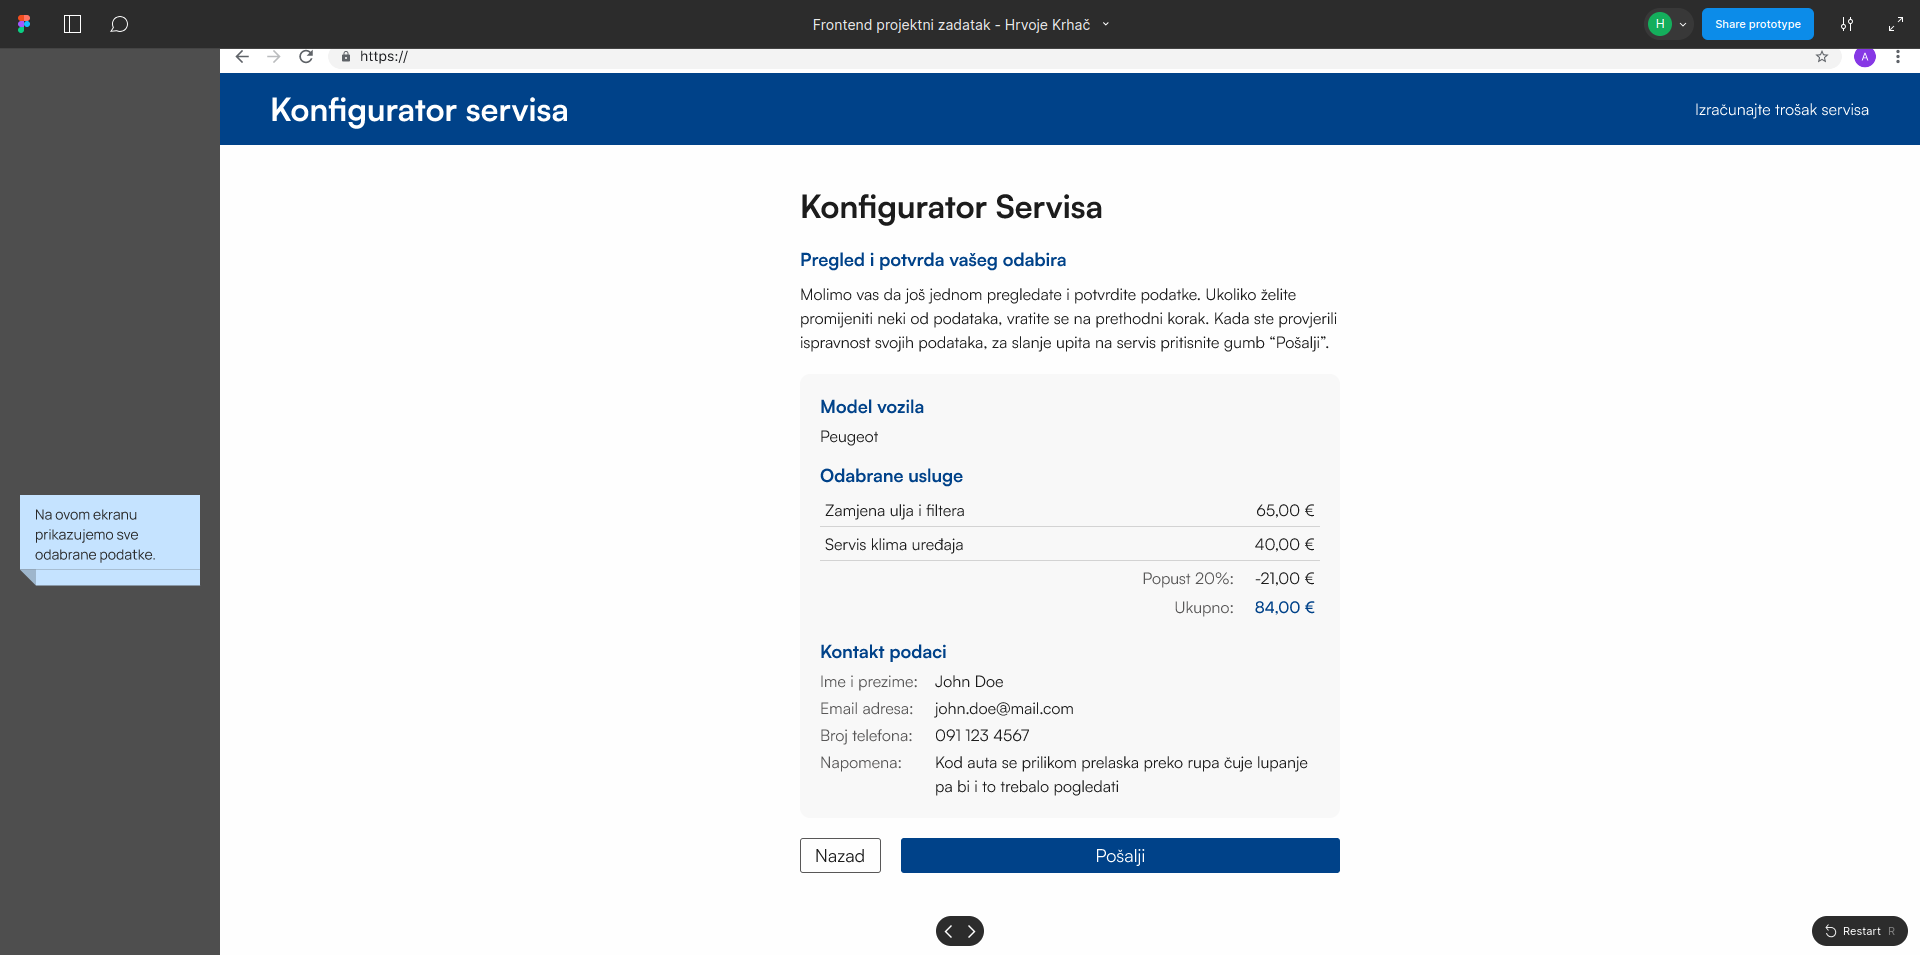 Frontend projektni zadatak - Hrvoje Krhač
H
Share prototype
https://
A
Konfigurator servisa
Izračunajte trošak servisa
Konfigurator Servisa
Pregled i potvrda vašeg odabira
Molimo vas da još jednom pregledate i potvrdite podatke. Ukoliko želite
promijeniti neki od podataka, vratite se na prethodni korak. Kada ste provjerili
ispravnost svojih podataka, za slanje upita na servis pritisnite gumb “Pošalji”.
Model vozila
Peugeot
Odabrane usluge
Zamjena ulja i filtera 65,00 €
Servis klima uređaja 40,00 €
Popust 20%: -21,00 €
Ukupno: 84,00 €
Kontakt podaci
Ime i prezime: John Doe
Email adresa: john.doe@mail.com
Broj telefona: 091 123 4567
Napomena: Kod auta se prilikom prelaska preko rupa čuje lupanje
pa bi i to trebalo pogledati
Nazad
Pošalji
Na ovom ekranu
prikazujemo sve
odabrane podatke.
Restart R